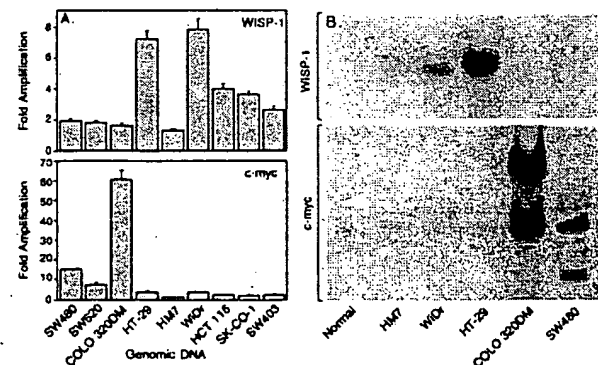 A.
WISP-1
Fold Amplification
8
6
4
2
0
c-myc
Fold Amplification
70
60
50
40
30
20
10
0
SW480
SW620
COLO 320DM
HT-29
HM7
WiDr
HCT 116
SK-CO-1
SW403
Genomic DNA
B.
WISP-1
c-myc
Normal
HM7
WiDr
HT-29
COLO 320DM
SW480